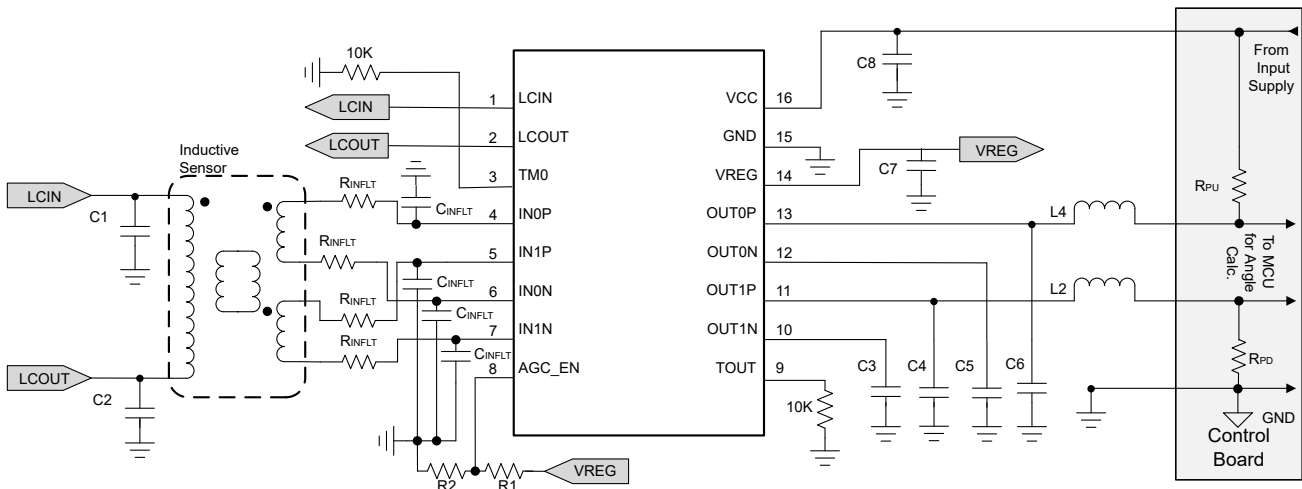 10K
LCIN
LCOUT
Inductive
Sensor
LCIN
C1
LCOUT
C2
RINFLT
CINFLT
RINFLT
CINFLT
RINFLT
CINFLT
RINFLT
CINFLT
1
2
3
4
5
6
7
8
LCIN
LCOUT
TM0
IN0P
IN1P
IN0N
IN1N
AGC_EN
R2
R1
VREG
VCC
GND
VREG
OUT0P
OUT0N
OUT1P
OUT1N
TOUT
16
15
14
13
12
11
10
9
C8
C7
VREG
L4
L2
C3
C4
C5
C6
10K
From
Input
Supply
RPU
To MCU
for Angle
Calc.
RPD
GND
Control
Board